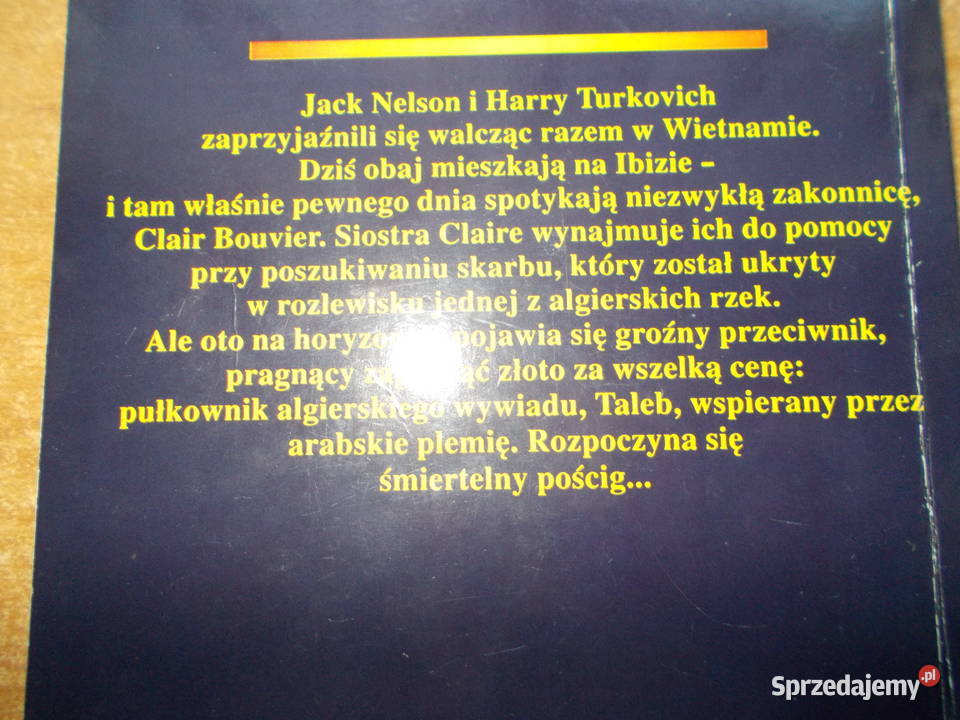 Jack Nelson i Harry Turkovich
zaprzyjaźnili się walcząc razem w Wietnamie.
Dziś obaj mieszkają na Ibizie –
i tam właśnie pewnego dnia spotykają niezwykłą zakonnicę,
Clair Bouvier. Siostra Claire wynajmuje ich do pomocy
przy poszukiwaniu skarbu, który został ukryty
w rozlewisku jednej z algierskich rzek.
Ale oto na pojawia się groźny przeciwnik,
pragnący złoto za wszelką cenę:
pułkownik algierskiego wywiadu, Taleb, wspierany przez
arabskie plemię. Rozpoczyna się
śmiertelny pościg...
Sprzedajemy.pl